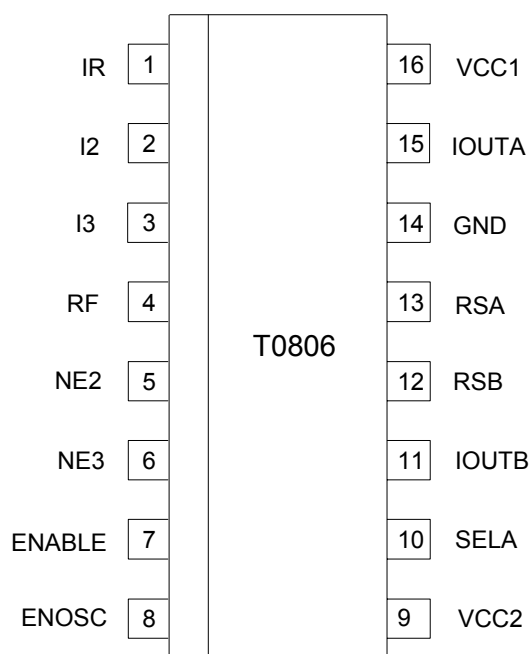 IR 1 16 VCC1
I2 2 15 IOUTA
I3 3 14 GND
RF 4 13 RSA
T0806
NE2 5 12 RSB
NE3 6 11 IOUTB
ENABLE 7 10 SELA
ENOSC 8 9 VCC2